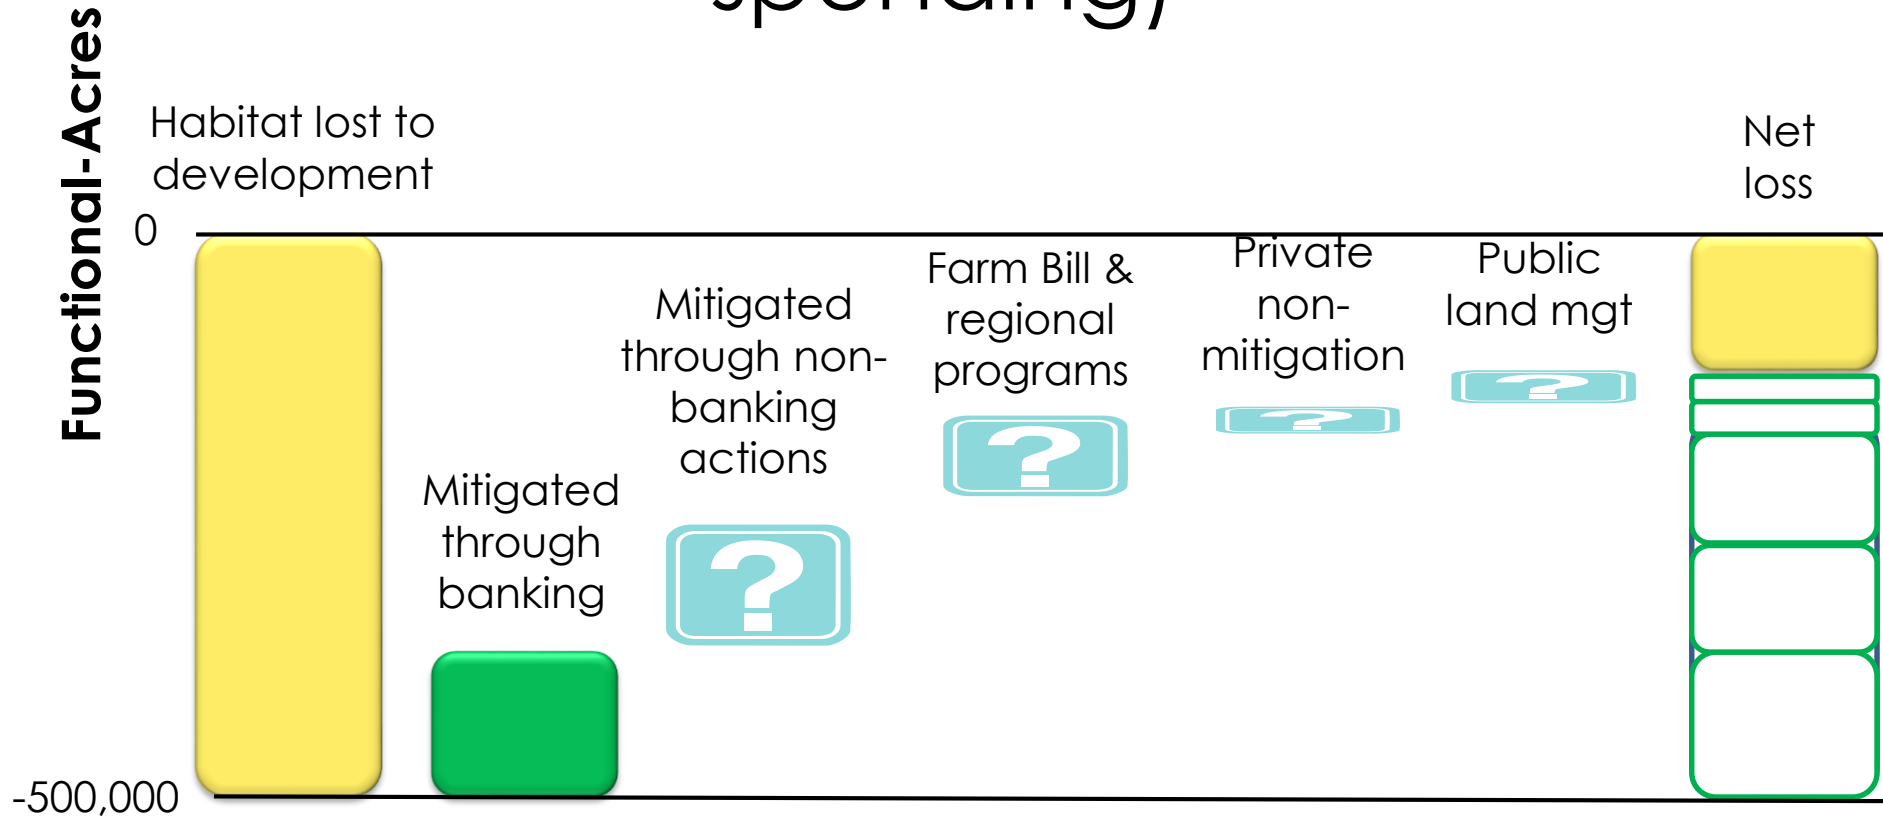 spending)
Functional-Acres
Habitat lost to
development
Net
loss
0
Mitigated
through
banking
Mitigated
through non-
banking
actions
?
Farm Bill &
regional
programs
?
Private
non-
mitigation
?
Public
land mgt
?
-500,000